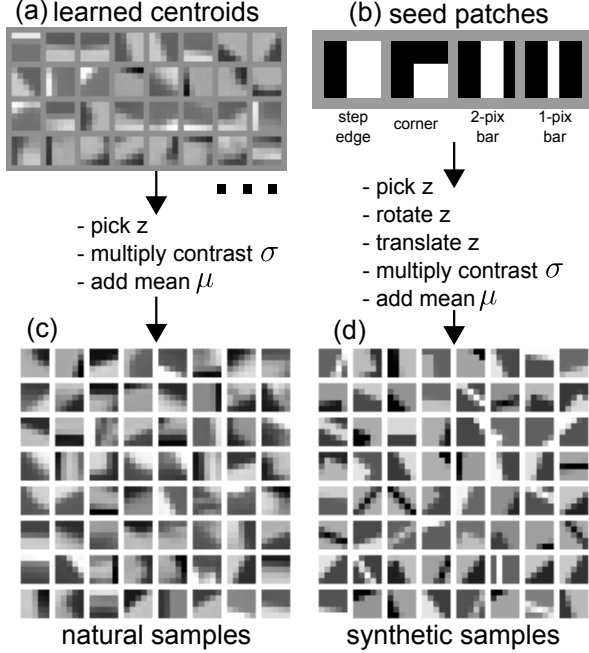 (a) learned centroids
(b) seed patches
step
edge
corner
2-pix
bar
1-pix
bar
- pick z
- multiply contrast σ
- add mean μ
- pick z
- rotate z
- translate z
- multiply contrast σ
- add mean μ
(c)
(d)
natural samples
synthetic samples